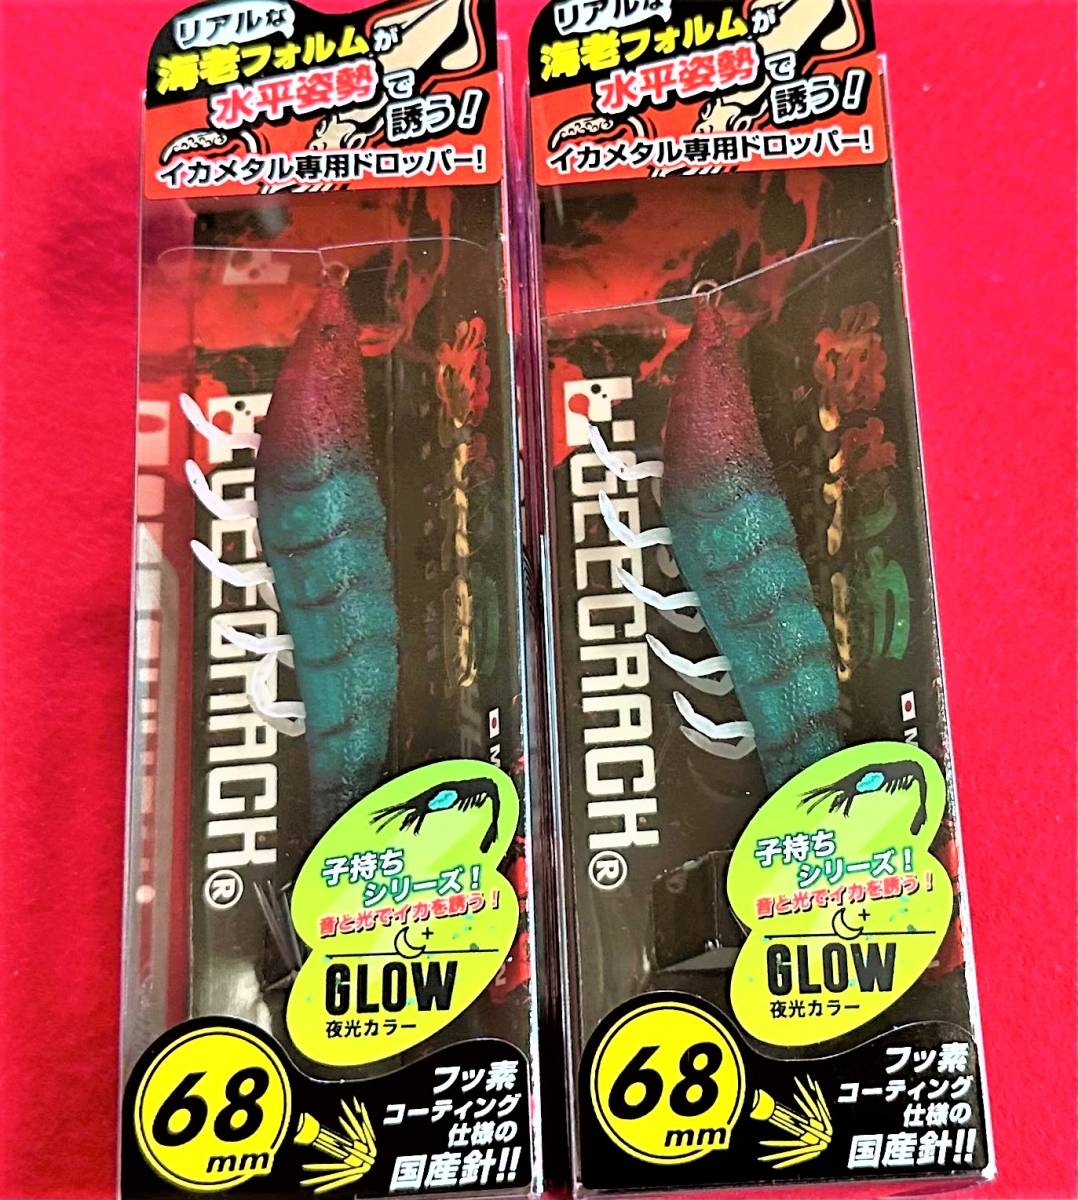 リアルな
海老フォルムが
水平姿勢で
誘う!
イカメタル専用ドロッパー!
GEECRACK®
子持ち
シリーズ!
音と光でイカを誘う!
GLOW
夜光カラー
68
mm
フッ素
コーティング
仕様の
国産針!!
リアルな
海老フォルムが
水平姿勢で
誘う!
イカメタル専用ドロッパー!
GEECRACK®
子持ち
シリーズ!
音と光でイカを誘う!
GLOW
夜光カラー
68
mm
フッ素
コーティング
仕様の
国産針!!